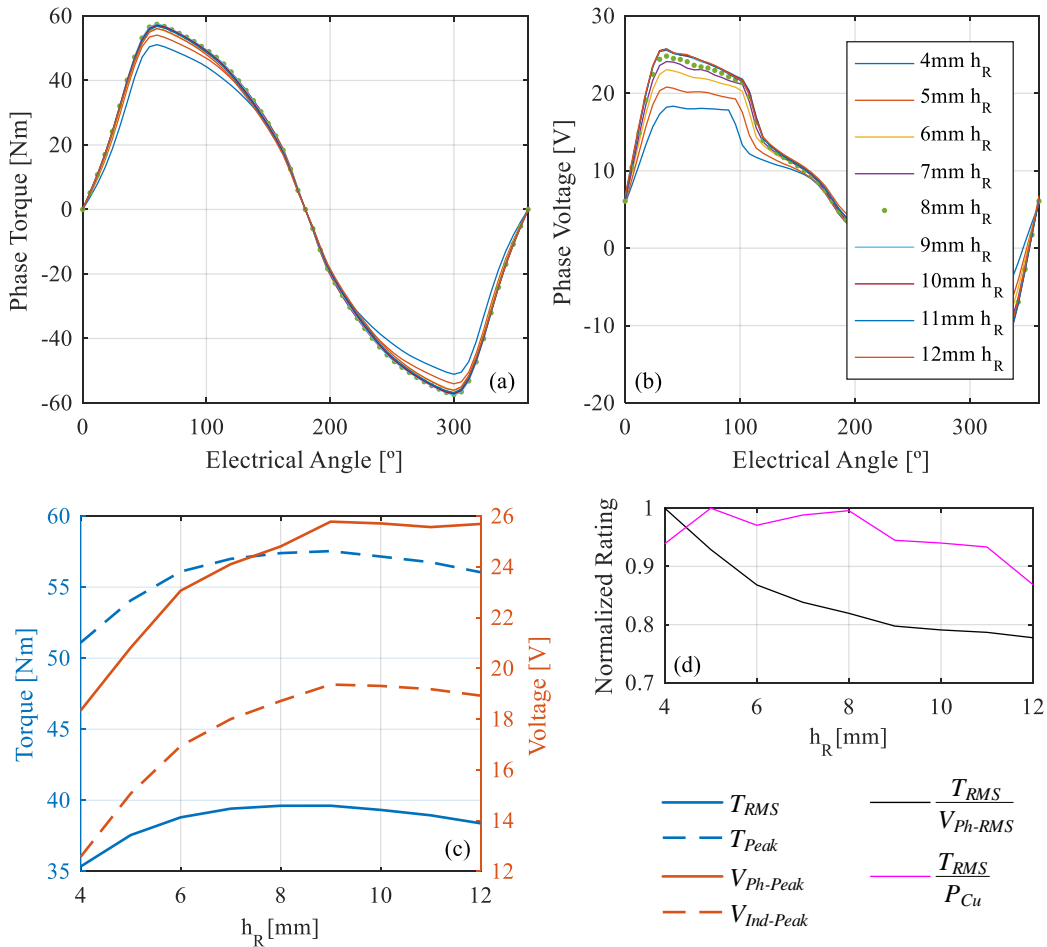 60
40
20
0
-20
-40
-60
0
100
200
300
Phase Torque [Nm]
Electrical Angle [º]
(a)
30
20
10
0
-10
-20
0
100
200
300
Phase Voltage [V]
Electrical Angle [º]
(b)
4mm h_R
5mm h_R
6mm h_R
7mm h_R
8mm h_R
9mm h_R
10mm h_R
11mm h_R
12mm h_R
60
55
50
45
40
35
Torque [Nm]
26
24
22
20
18
16
14
12
Voltage [V]
4
6
8
10
12
h_R [mm]
(c)
1
0.9
0.8
0.7
Normalized Rating
4
6
8
10
12
h_R [mm]
(d)
T_RMS
T_Peak
V_Ph-Peak
V_Ind-Peak
T_RMS
V_Ph-RMS
T_RMS
P_Cu